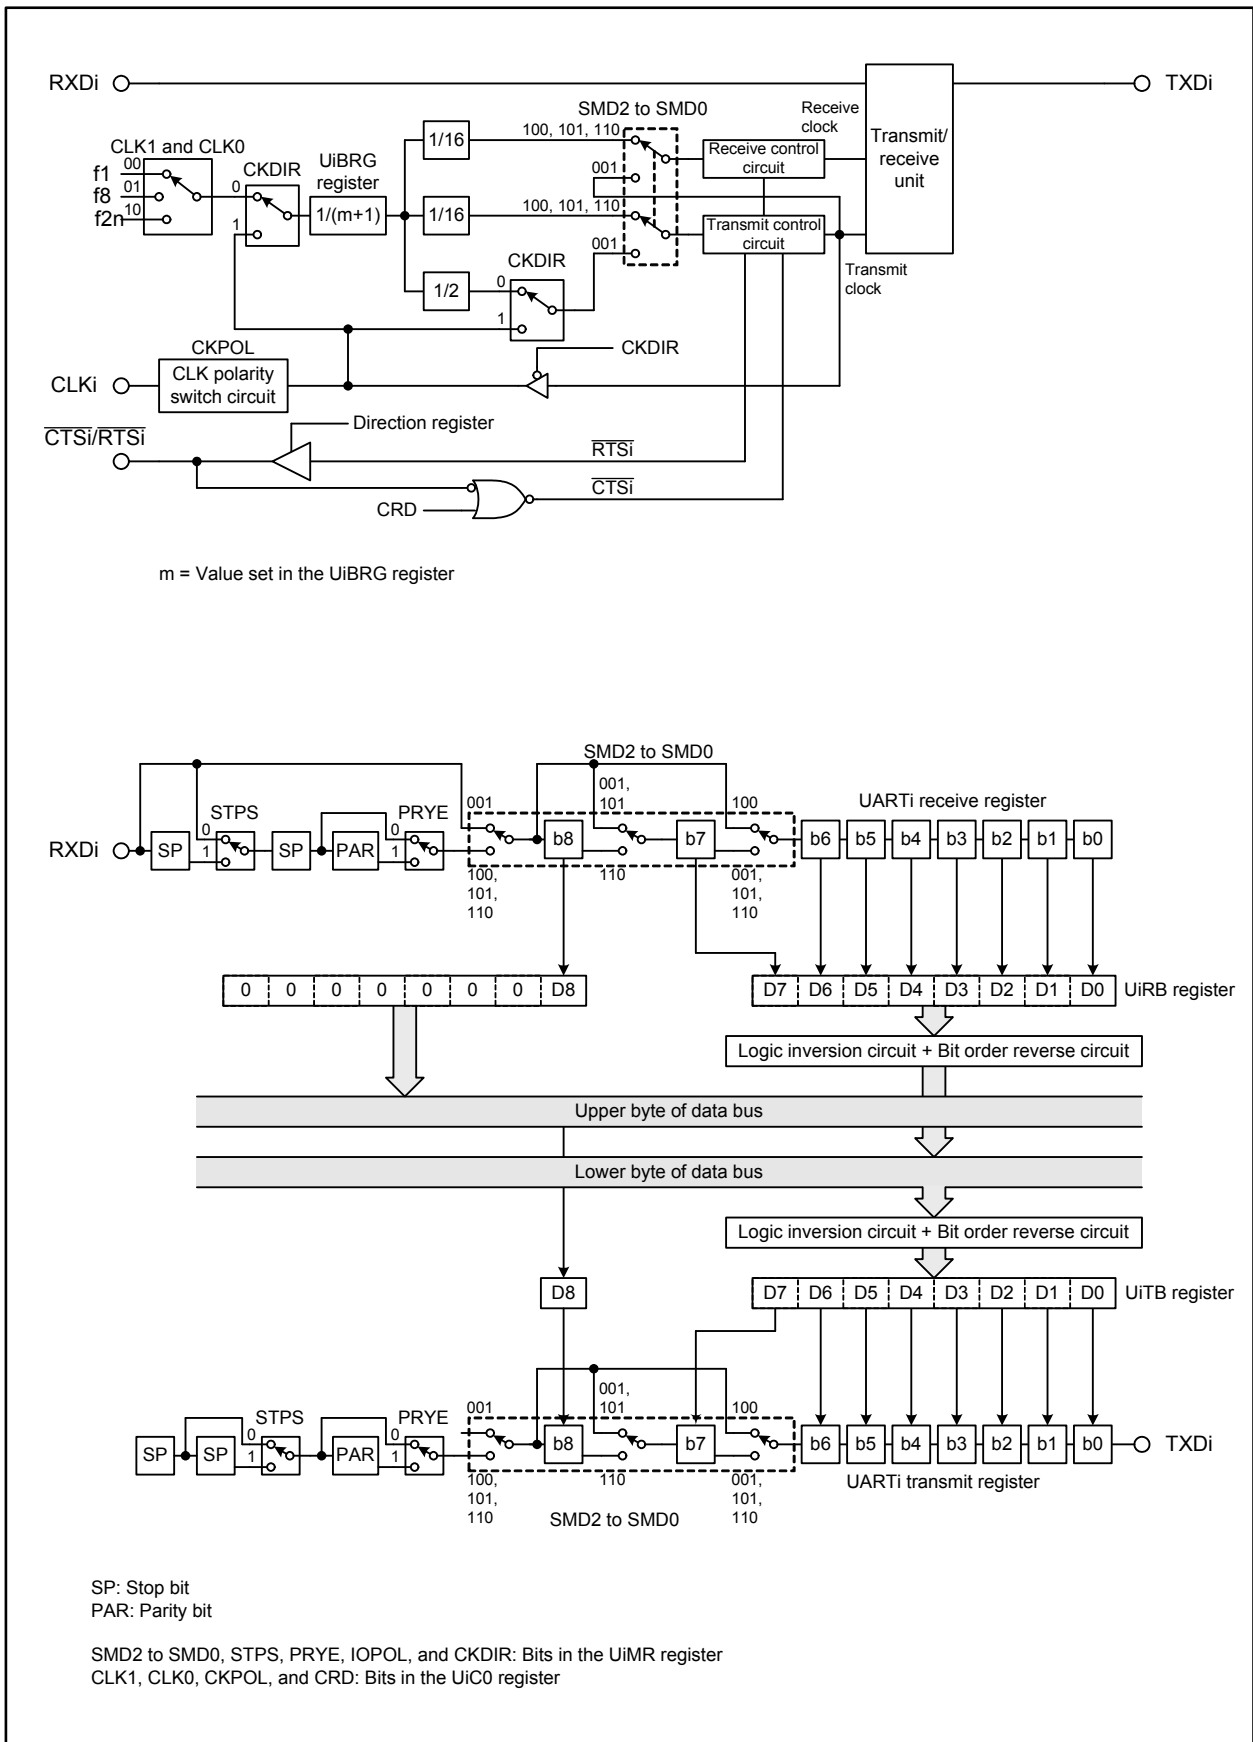 RXDi
TXDi
SMD2 to SMD0
Receive
clock
Transmit/
receive
unit
CLK1 and CLK0
00
f1
01
f8
10
f2n
CKDIR
0
1
UiBRG
register
1/(m+1)
1/16
100, 101, 110
Receive control
circuit
001
1/16
100, 101, 110
Transmit control
circuit
001
Transmit
clock
1/2
CKDIR
0
1
CKPOL
CKDIR
CLKi
CLK polarity
switch circuit
CTSi/RTSi
Direction register
RTSi
CTSi
CRD
m = Value set in the UiBRG register
SMD2 to SMD0
STPS
PRYE
001
001,
101
100
UARTi receive register
RXDi
SP
0
1
SP
PAR
0
1
b8
b7
b6
b5
b4
b3
b2
b1
b0
100,
101,
110
110
001,
101,
110
0 0 0 0 0 0 0 D8
D7 D6 D5 D4 D3 D2 D1 D0
UiRB register
Logic inversion circuit + Bit order reverse circuit
Upper byte of data bus
Lower byte of data bus
Logic inversion circuit + Bit order reverse circuit
D8
D7 D6 D5 D4 D3 D2 D1 D0
UiTB register
STPS
PRYE
001
001,
101
100
SP
SP
0
1
PAR
0
1
b8
b7
b6
b5
b4
b3
b2
b1
b0
TXDi
100,
101,
110
110
001,
101,
110
UARTi transmit register
SMD2 to SMD0
SP: Stop bit
PAR: Parity bit
SMD2 to SMD0, STPS, PRYE, IOPOL, and CKDIR: Bits in the UiMR register
CLK1, CLK0, CKPOL, and CRD: Bits in the UiC0 register